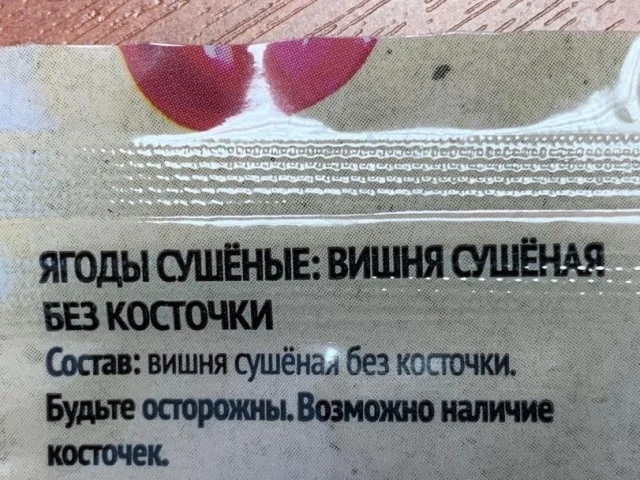 ЯГОДЫ СУШЁНЫЕ: ВИШНЯ СУШЁНАЯ
БЕЗ КОСТОЧКИ
Состав: вишня сушёная без косточки.
Будьте осторожны. Возможно наличие
косточек.